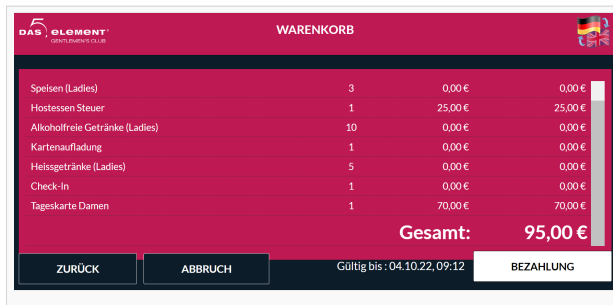 DAS 5. ELEMENT
GENTLEMEN'S CLUB
WARENKORB
Speisen (Ladies) 3 0,00 € 0,00 €
Hostessen Steuer 1 25,00 € 25,00 €
Alkoholfreie Getränke (Ladies) 10 0,00 € 0,00 €
Kartenaufladung 1 0,00 € 0,00 €
Heissgetränke (Ladies) 5 0,00 € 0,00 €
Check-In 1 0,00 € 0,00 €
Tageskarte Damen 1 70,00 € 70,00 €
Gesamt: 95,00 €
ZURÜCK ABBRUCH Gültig bis : 04.10.22, 09:12 BEZAHLUNG